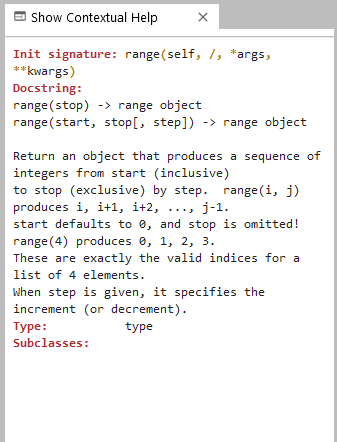 Show Contextual Help
Init signature: range(self, /, *args,
**kwargs)
Docstring:
range(stop) -> range object
range(start, stop[, step]) -> range object
Return an object that produces a sequence of
integers from start (inclusive)
to stop (exclusive) by step.  range(i, j)
produces i, i+1, i+2, ..., j-1.
start defaults to 0, and stop is omitted!
range(4) produces 0, 1, 2, 3.
These are exactly the valid indices for a
list of 4 elements.
When step is given, it specifies the
increment (or decrement).
Type:           type
Subclasses: